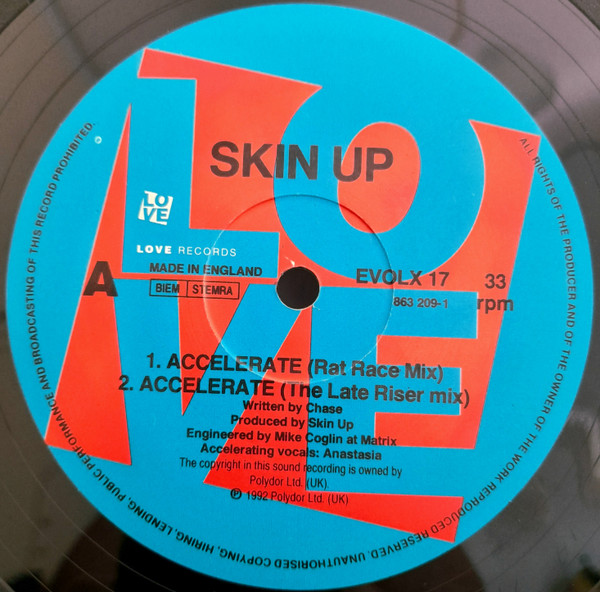 SKIN UP
LO
VE
LOVE RECORDS
MADE IN ENGLAND
BIEM STEMRA
A
EVOLX 17
863 209-1
33
rpm
1. ACCELERATE (Rat Race Mix)
2. ACCELERATE (The Late Riser mix)
Written by Chase
Produced by Skin Up
Engineered by Mike Coglin at Matrix
Accelerating vocals: Anastasia
The copyright in this sound recording is owned by
Polydor Ltd. (UK).
℗ 1992 Polydor Ltd. (UK)
ALL RIGHTS OF THE PRODUCER AND OF THE OWNER OF THE WORK REPRODUCED RESERVED. UNAUTHORISED COPYING, HIRING, LENDING, PUBLIC PERFORMANCE AND BROADCASTING OF THIS RECORD PROHIBITED.
LOVE